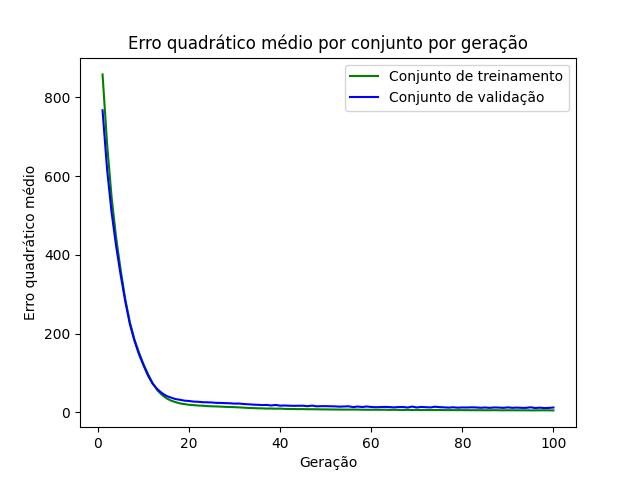 Erro quadrático médio por conjunto por geração
Conjunto de treinamento
Conjunto de validação
Erro quadrático médio
800
600
400
200
0
0 20 40 60 80 100
Geração